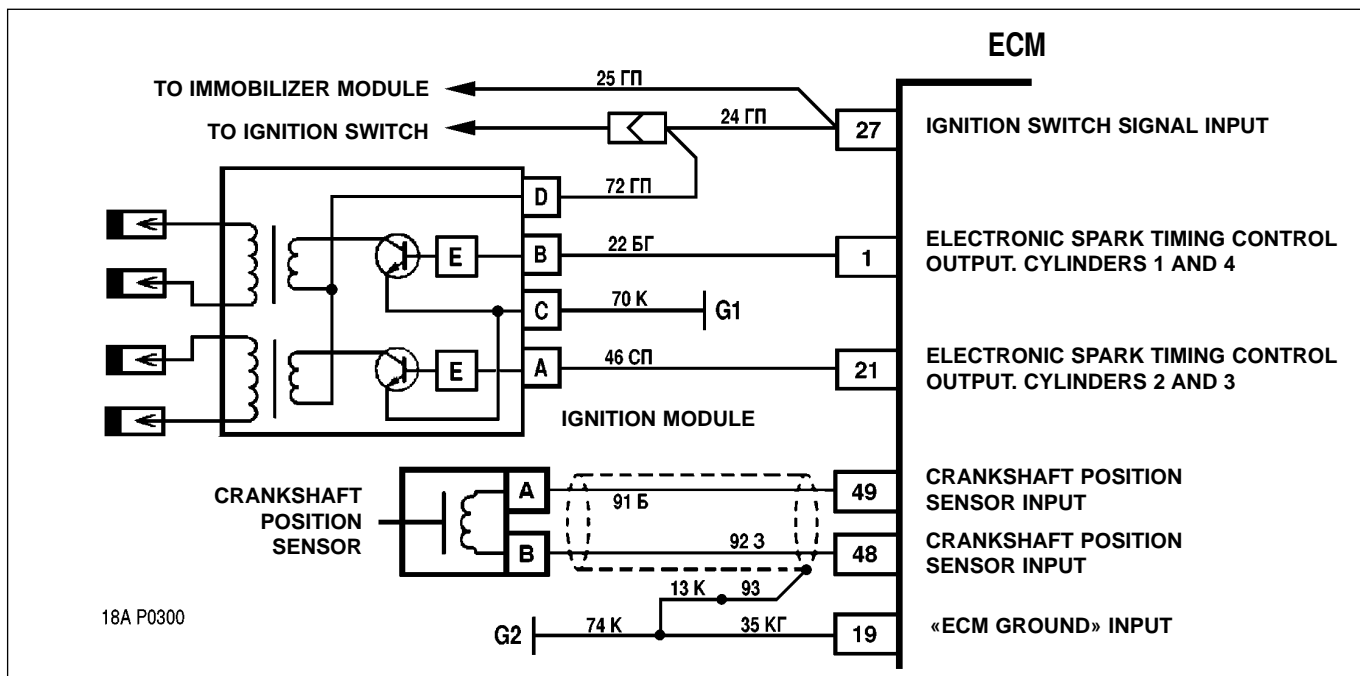 ECM
25 ГП
TO IMMOBILIZER MODULE
24 ГП
TO IGNITION SWITCH
27
IGNITION SWITCH SIGNAL INPUT
D
72 ГП
E
B
22 БГ
1
ELECTRONIC SPARK TIMING CONTROL
OUTPUT. CYLINDERS 1 AND 4
C
70 К
G1
E
A
46 СП
21
ELECTRONIC SPARK TIMING CONTROL
OUTPUT. CYLINDERS 2 AND 3
IGNITION MODULE
CRANKSHAFT
POSITION
SENSOR
A
91 Б
49
CRANKSHAFT POSITION
SENSOR INPUT
B
92 З
48
CRANKSHAFT POSITION
SENSOR INPUT
13 К
93
18A P0300
G2
74 К
35 КГ
19
«ECM GROUND» INPUT